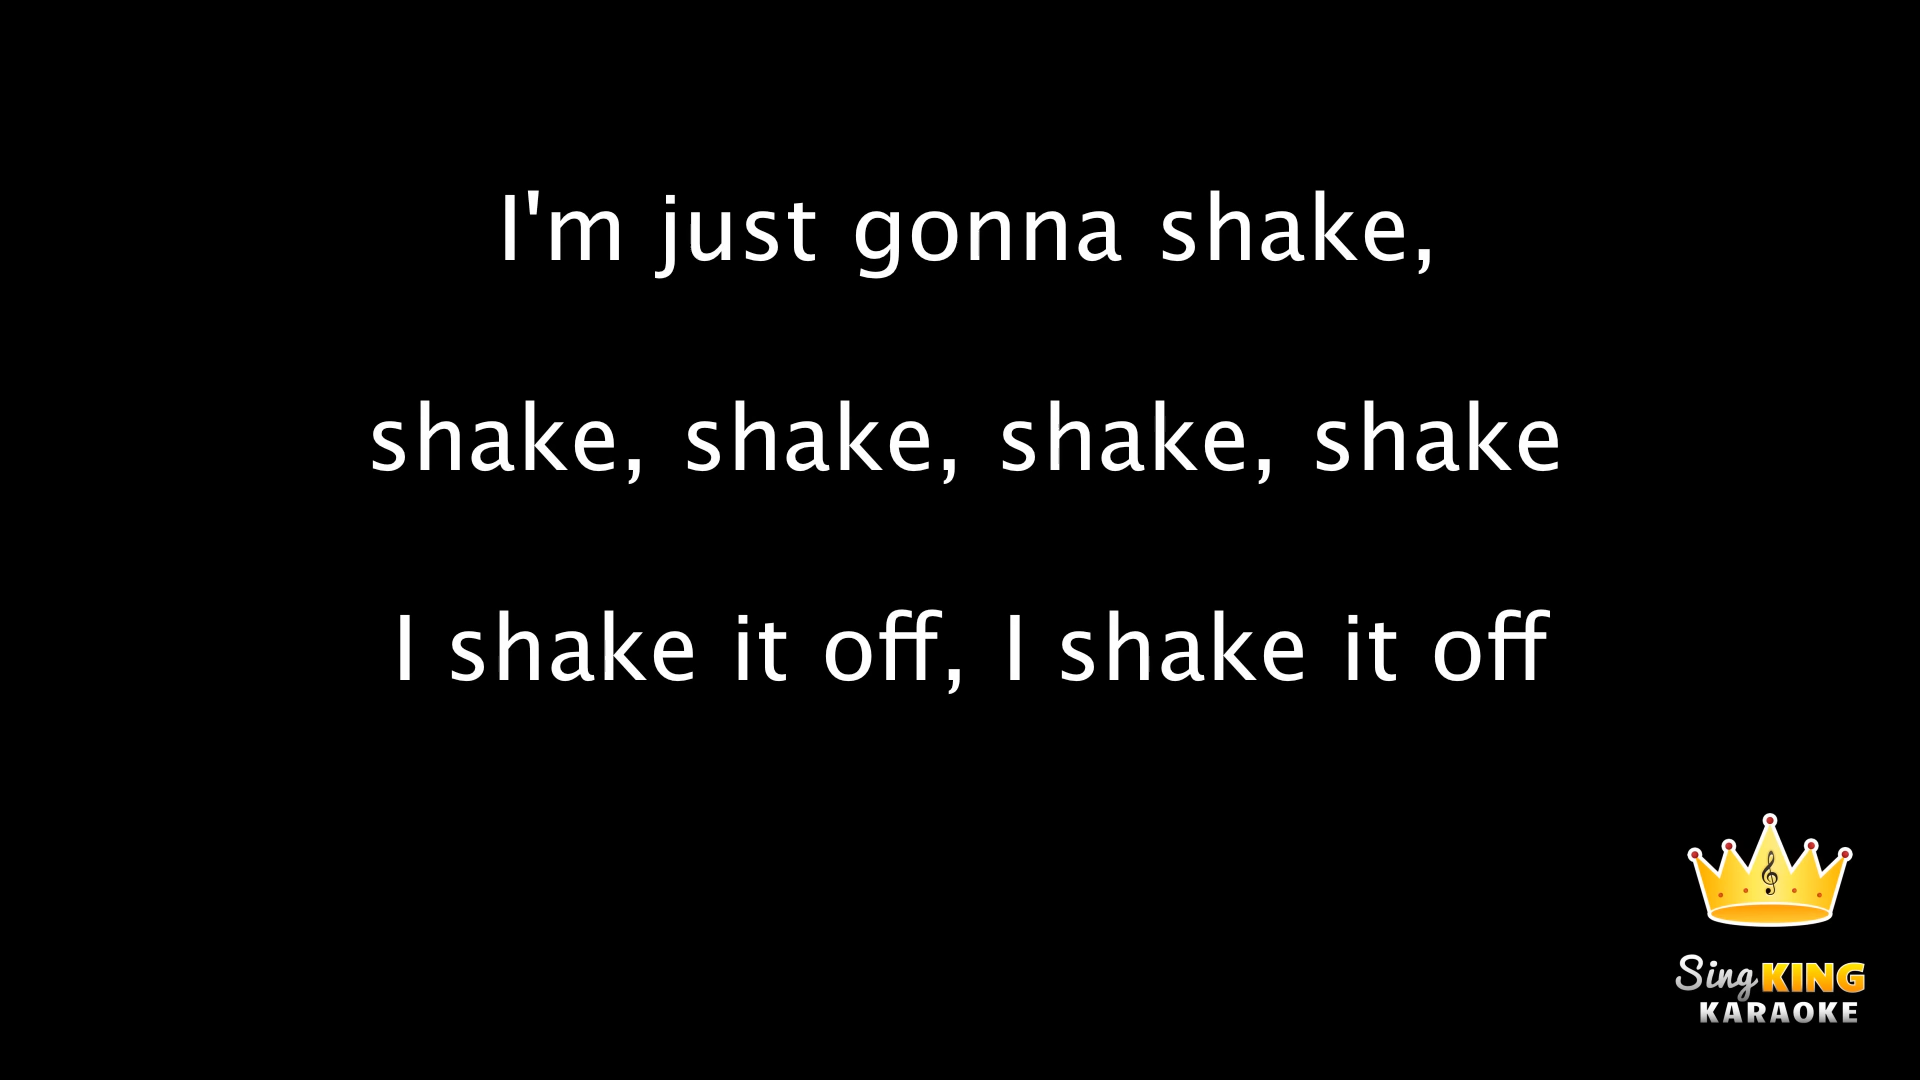 I'm just gonna shake,
shake, shake, shake, shake
I shake it off, I shake it off
Sing KING
KARAOKE